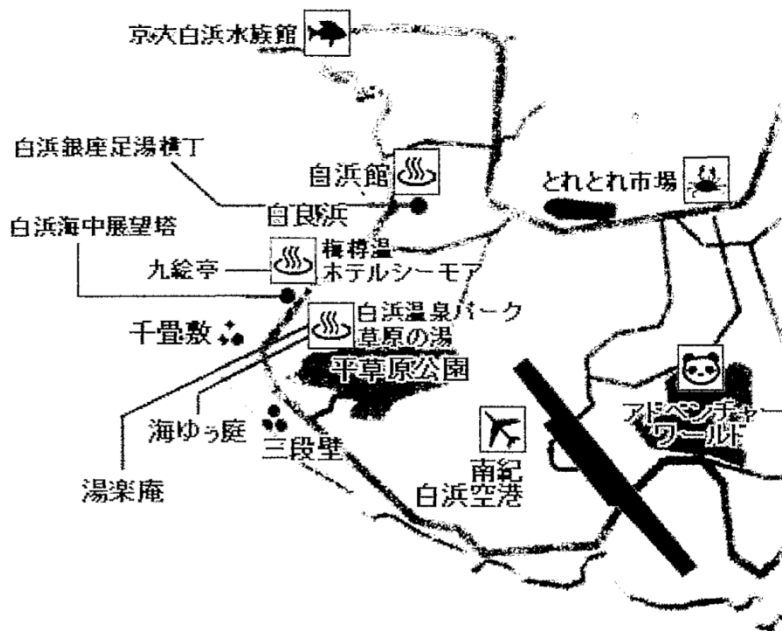 京大白浜水族館
白浜銀座足湯横丁
白浜館
とれとれ市場
白良浜
白浜海中展望塔
梅樽温
九絵亭
ホテルシーモア
白浜温泉パーク
千畳敷
草原の湯
平草原公園
アドベンチャー
ワールド
海ゆぅ庭
三段壁
南紀
白浜空港
湯楽庵